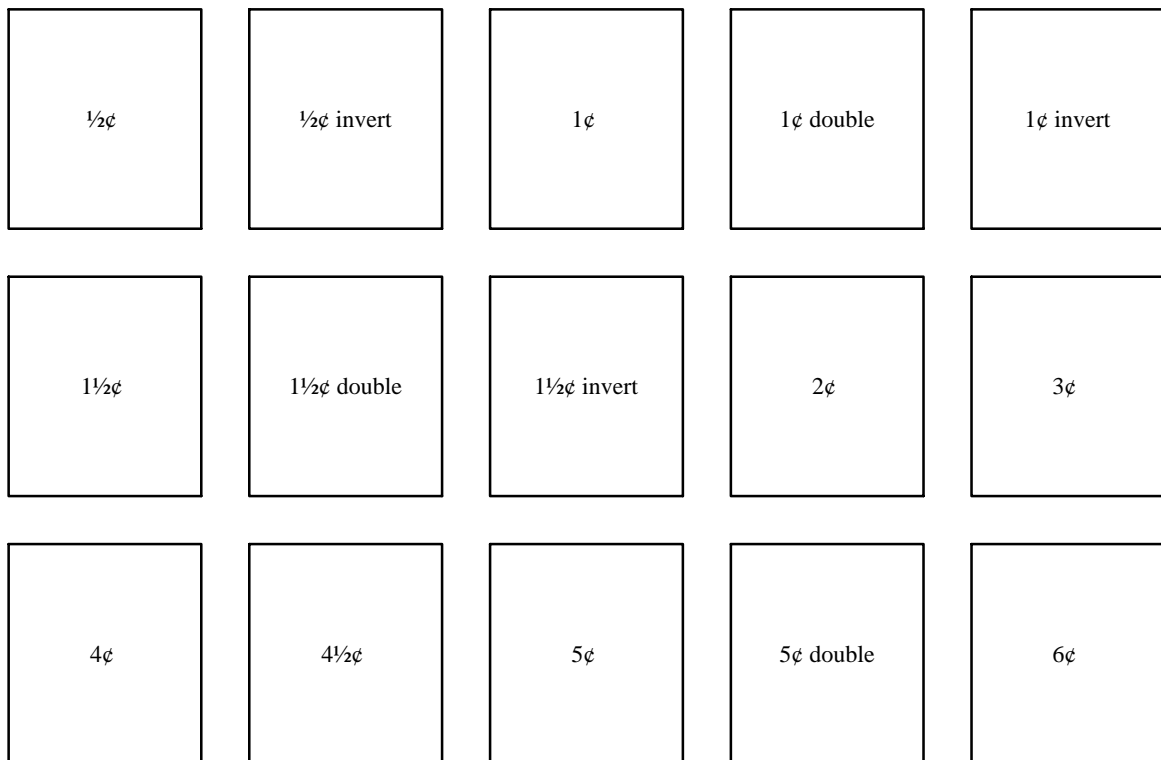 ½¢
½¢ invert
1¢
1¢ double
1¢ invert
1½¢
1½¢ double
1½¢ invert
2¢
3¢
4¢
4½¢
5¢
5¢ double
6¢